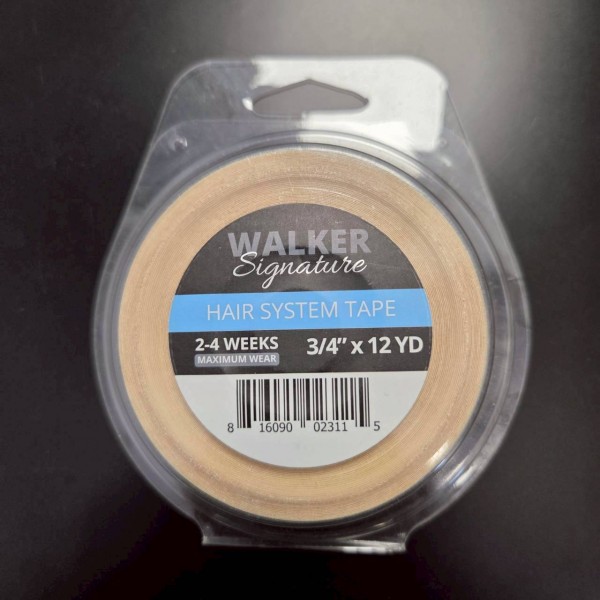 WALKER
Signature
HAIR SYSTEM TAPE
2-4 WEEKS
MAXIMUM WEAR
3/4” x 12 YD
8 16090 02311 5